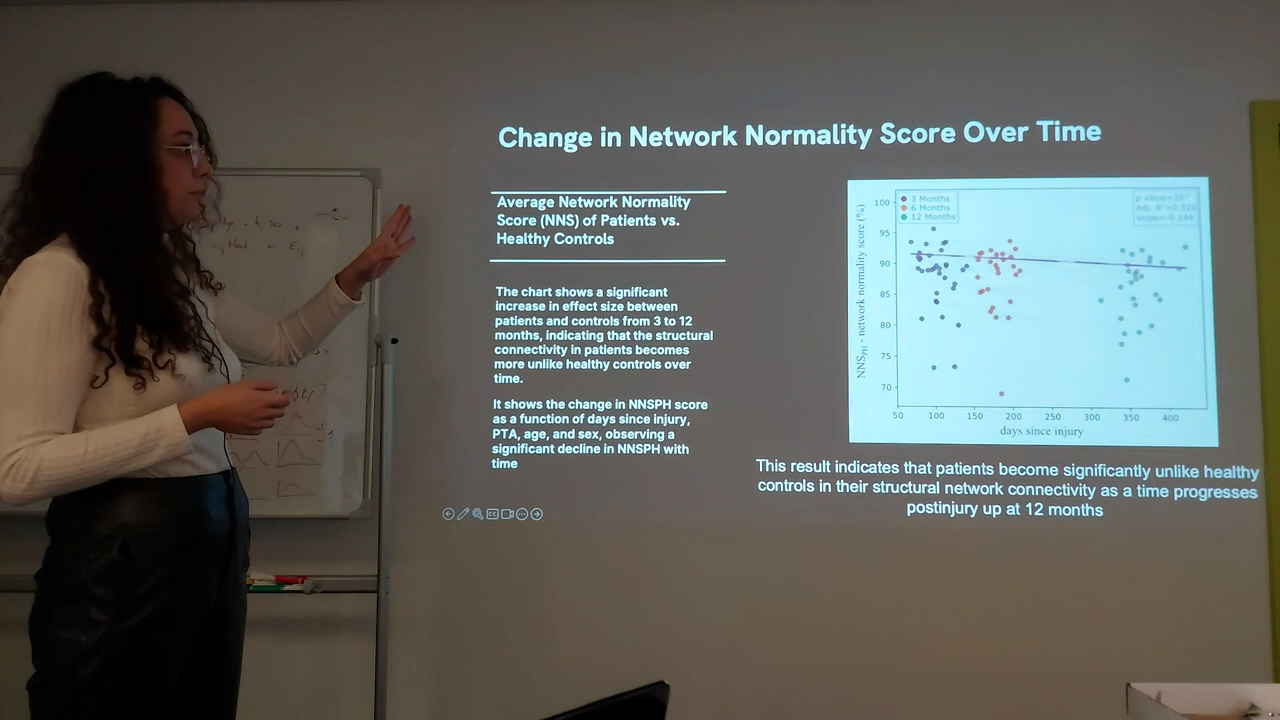 Change in Network Normality Score Over Time
Average Network Normality
Score (NNS) of Patients vs.
Healthy Controls
The chart shows a significant
increase in effect size between
patients and controls from 3 to 12
months, indicating that the structural
connectivity in patients becomes
more unlike healthy controls over
time.
It shows the change in NNSPH score
as a function of days since injury,
PTA, age, and sex, observing a
significant decline in NNSPH with
time
3 Months
6 Months
12 Months
NNSPH - network normality score (%)
100
95
90
85
80
75
70
50 100 150 200 250 300 350 400
days since injury
This result indicates that patients become significantly unlike healthy
controls in their structural network connectivity as a time progresses
postinjury up at 12 months